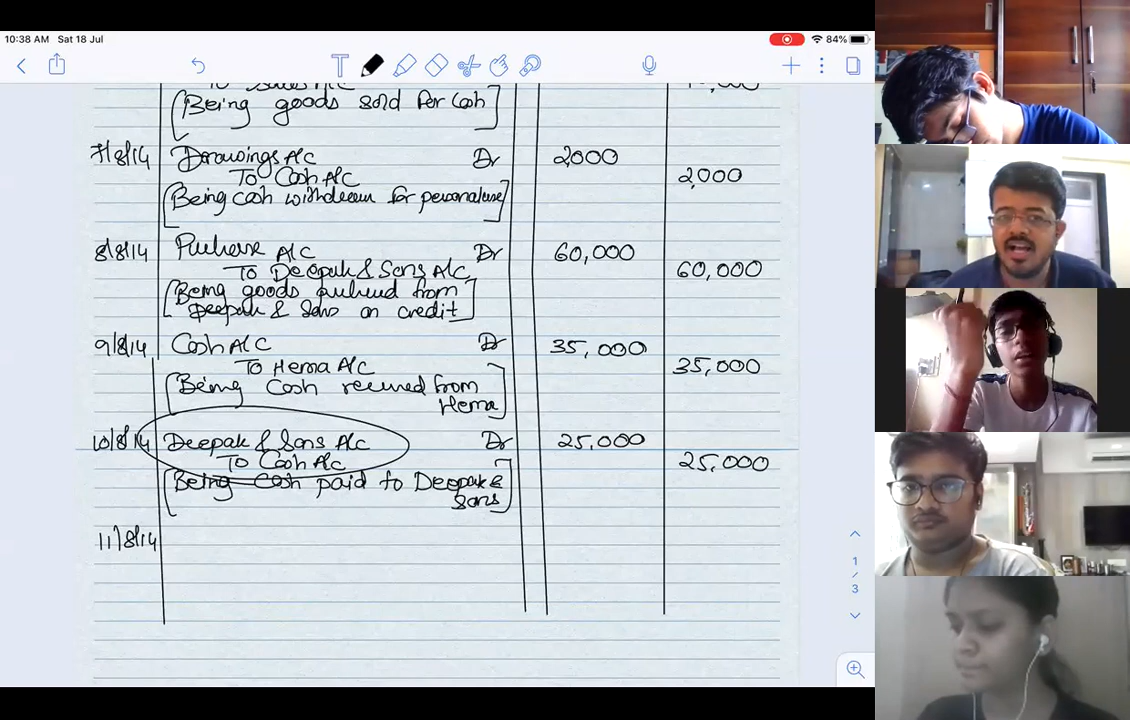 10:38 AM Sat 18 Jul
84%
T
To Sales A/c
[Being goods sold for Cash]
7/8/14 Drawings A/c Dr 2000
To Cash A/c 2,000
[Being Cash withdrawn for personal use]
8/8/14 Purchase A/c Dr 60,000
To Deepak & Sons A/c 60,000
[Being goods purchased from
Deepak & Sons on credit]
9/8/14 Cash A/c Dr 35,000
To Hema A/c 35,000
[Being Cash received from
Hema]
10/8/14 Deepak & Sons A/c Dr 25,000
To Cash A/c 25,000
[Being Cash paid to Deepak &
Sons]
11/8/14
1
/
3